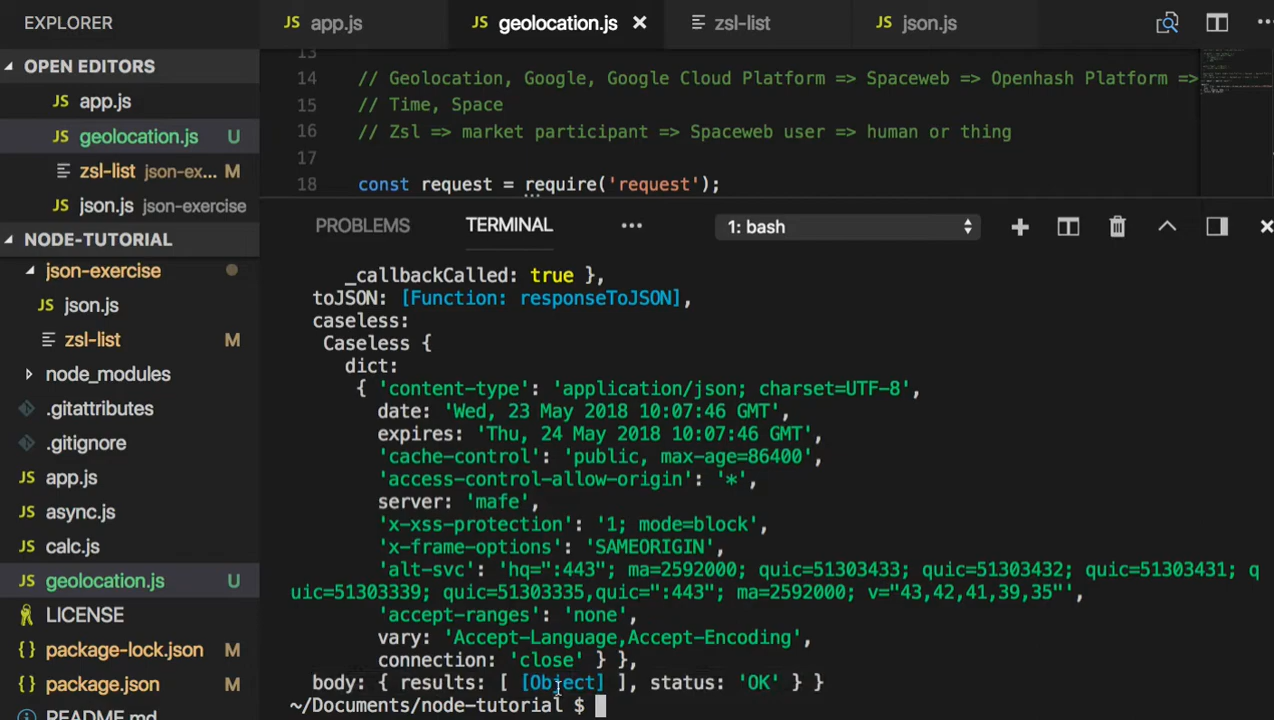 EXPLORER
OPEN EDITORS
JS app.js
JS geolocation.js U
zsl-list json-ex... M
JS json.js json-exercise
NODE-TUTORIAL
json-exercise
JS json.js
zsl-list M
node_modules
.gitattributes
.gitignore
JS app.js
JS async.js
JS calc.js
JS geolocation.js U
LICENSE
{} package-lock.json M
{} package.json M
README.md
JS app.js JS geolocation.js × zsl-list JS json.js
13
14 // Geolocation, Google, Google Cloud Platform => Spaceweb => Openhash Platform =>
15 // Time, Space
16 // Zsl => market participant => Spaceweb user => human or thing
17
18 const request = require('request');
PROBLEMS TERMINAL ... 1: bash
_callbackCalled: true },
toJSON: [Function: responseToJSON],
caseless:
Caseless {
dict:
{ 'content-type': 'application/json; charset=UTF-8',
date: 'Wed, 23 May 2018 10:07:46 GMT',
expires: 'Thu, 24 May 2018 10:07:46 GMT',
'cache-control': 'public, max-age=86400',
'access-control-allow-origin': '*',
server: 'mafe',
'x-xss-protection': '1; mode=block',
'x-frame-options': 'SAMEORIGIN',
'alt-svc': 'hq=":443"; ma=2592000; quic=51303433; quic=51303432; quic=51303431; q
uic=51303339; quic=51303335,quic=":443"; ma=2592000; v="43,42,41,39,35"',
'accept-ranges': 'none',
vary: 'Accept-Language,Accept-Encoding',
connection: 'close' } },
body: { results: [ [Object] ], status: 'OK' } }
~/Documents/node-tutorial $